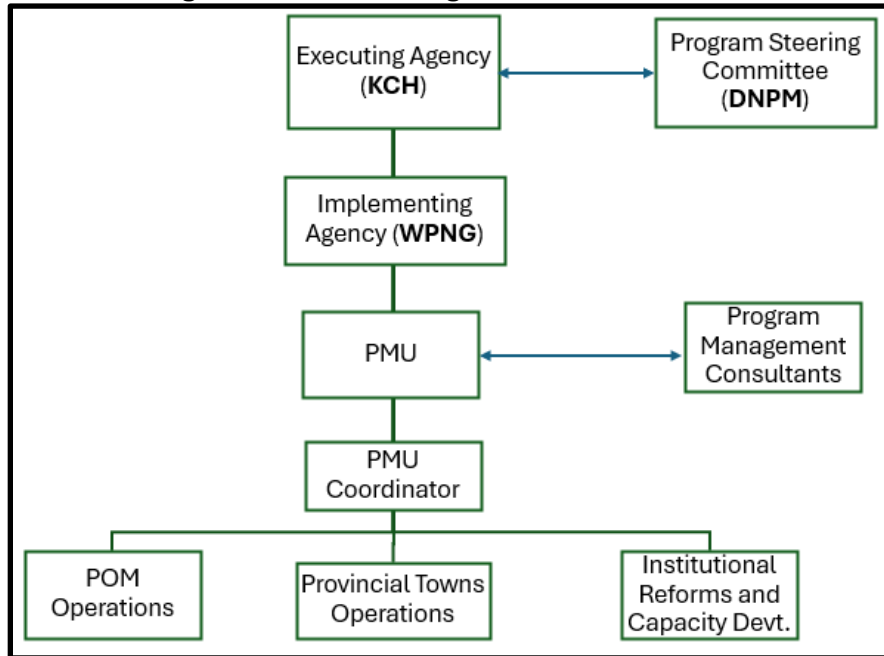 Executing Agency
(KCH)
Program Steering
Committee
(DNPM)
Implementing
Agency (WPNG)
PMU
Program
Management
Consultants
PMU
Coordinator
POM
Operations
Provincial Towns
Operations
Institutional
Reforms and
Capacity Devt.